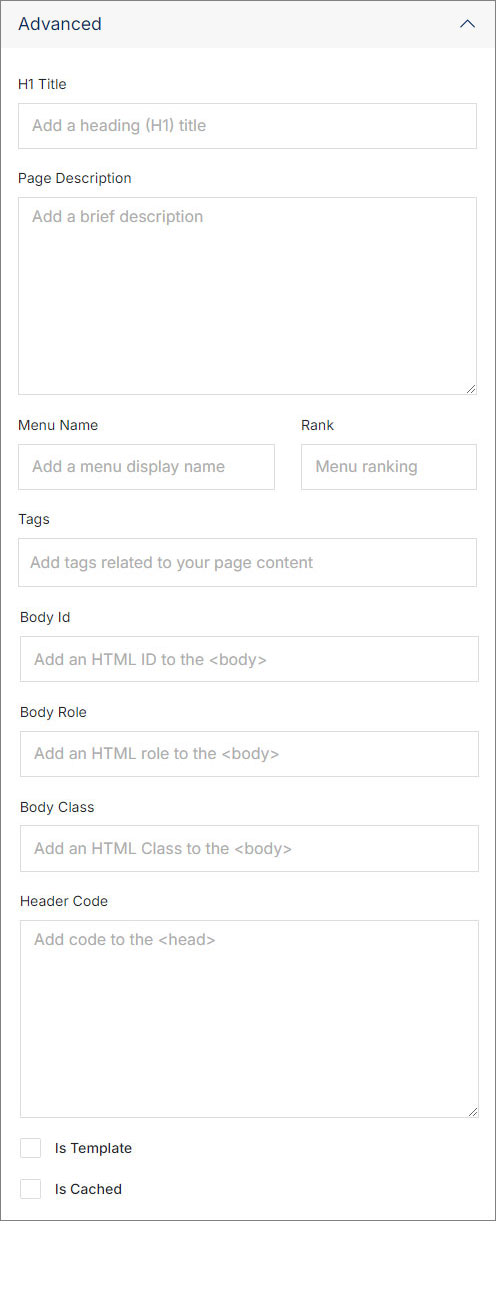 Advanced
H1 Title
Add a heading (H1) title
Page Description
Add a brief description
Menu Name
Rank
Add a menu display name
Menu ranking
Tags
Add tags related to your page content
Body Id
Add an HTML ID to the <body>
Body Role
Add an HTML role to the <body>
Body Class
Add an HTML Class to the <body>
Header Code
Add code to the <head>
Is Template
Is Cached